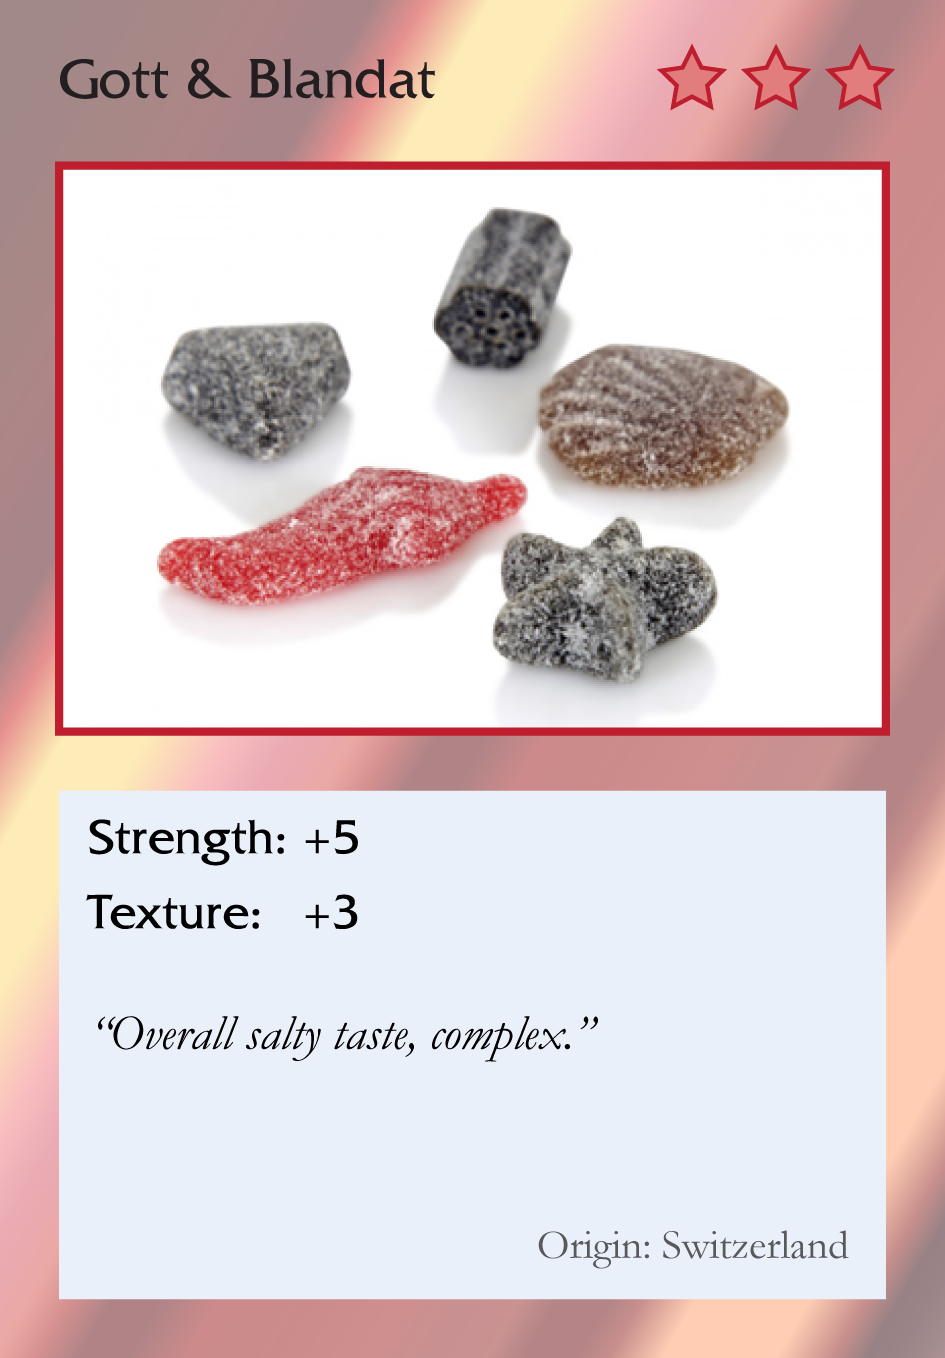 Gott & Blandat
Strength: +5
Texture: +3
“Overall salty taste, complex.”
Origin: Switzerland